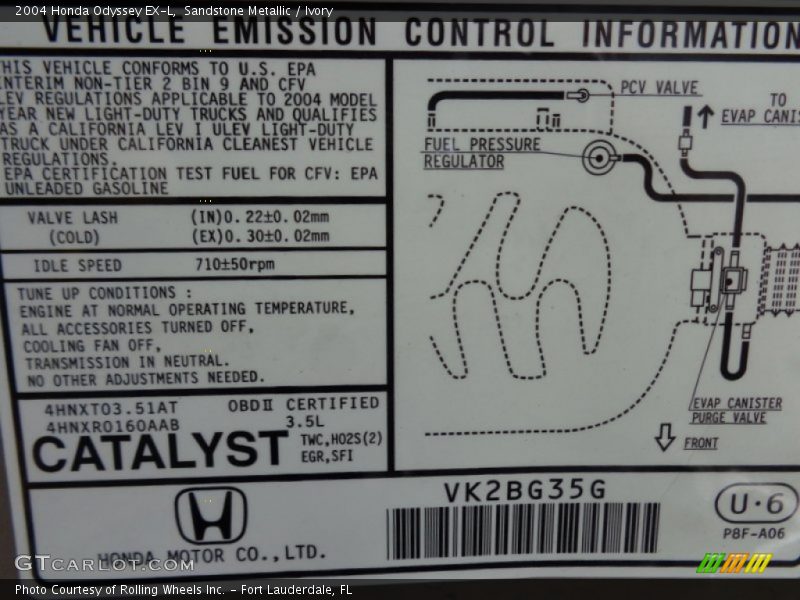 2004 Honda Odyssey EX-L, Sandstone Metallic / Ivory
VEHICLE EMISSION CONTROL INFORMATION
THIS VEHICLE CONFORMS TO U.S. EPA
INTERIM NON-TIER 2 BIN 9 AND CFV
LEV REGULATIONS APPLICABLE TO 2004 MODEL
YEAR NEW LIGHT-DUTY TRUCKS AND QUALIFIES
AS A CALIFORNIA LEV I ULEV LIGHT-DUTY
TRUCK UNDER CALIFORNIA CLEANEST VEHICLE
REGULATIONS.
EPA CERTIFICATION TEST FUEL FOR CFV: EPA
UNLEADED GASOLINE
VALVE LASH (IN)0.22±0.02mm
(COLD) (EX)0.30±0.02mm
IDLE SPEED 710±50rpm
TUNE UP CONDITIONS :
ENGINE AT NORMAL OPERATING TEMPERATURE,
ALL ACCESSORIES TURNED OFF,
COOLING FAN OFF,
TRANSMISSION IN NEUTRAL.
NO OTHER ADJUSTMENTS NEEDED.
4HNXT03.51AT OBDⅡ CERTIFIED
4HNXR0160AAB 3.5L
CATALYST TWC,HO2S(2)
EGR,SFI
PCV VALVE
TO
EVAP CANIS
FUEL PRESSURE
REGULATOR
EVAP CANISTER
PURGE VALVE
FRONT
HONDA MOTOR CO.,LTD.
VK2BG35G
U·6
P8F-A06
GTCARLOT.COM
Photo Courtesy of Rolling Wheels Inc. - Fort Lauderdale, FL